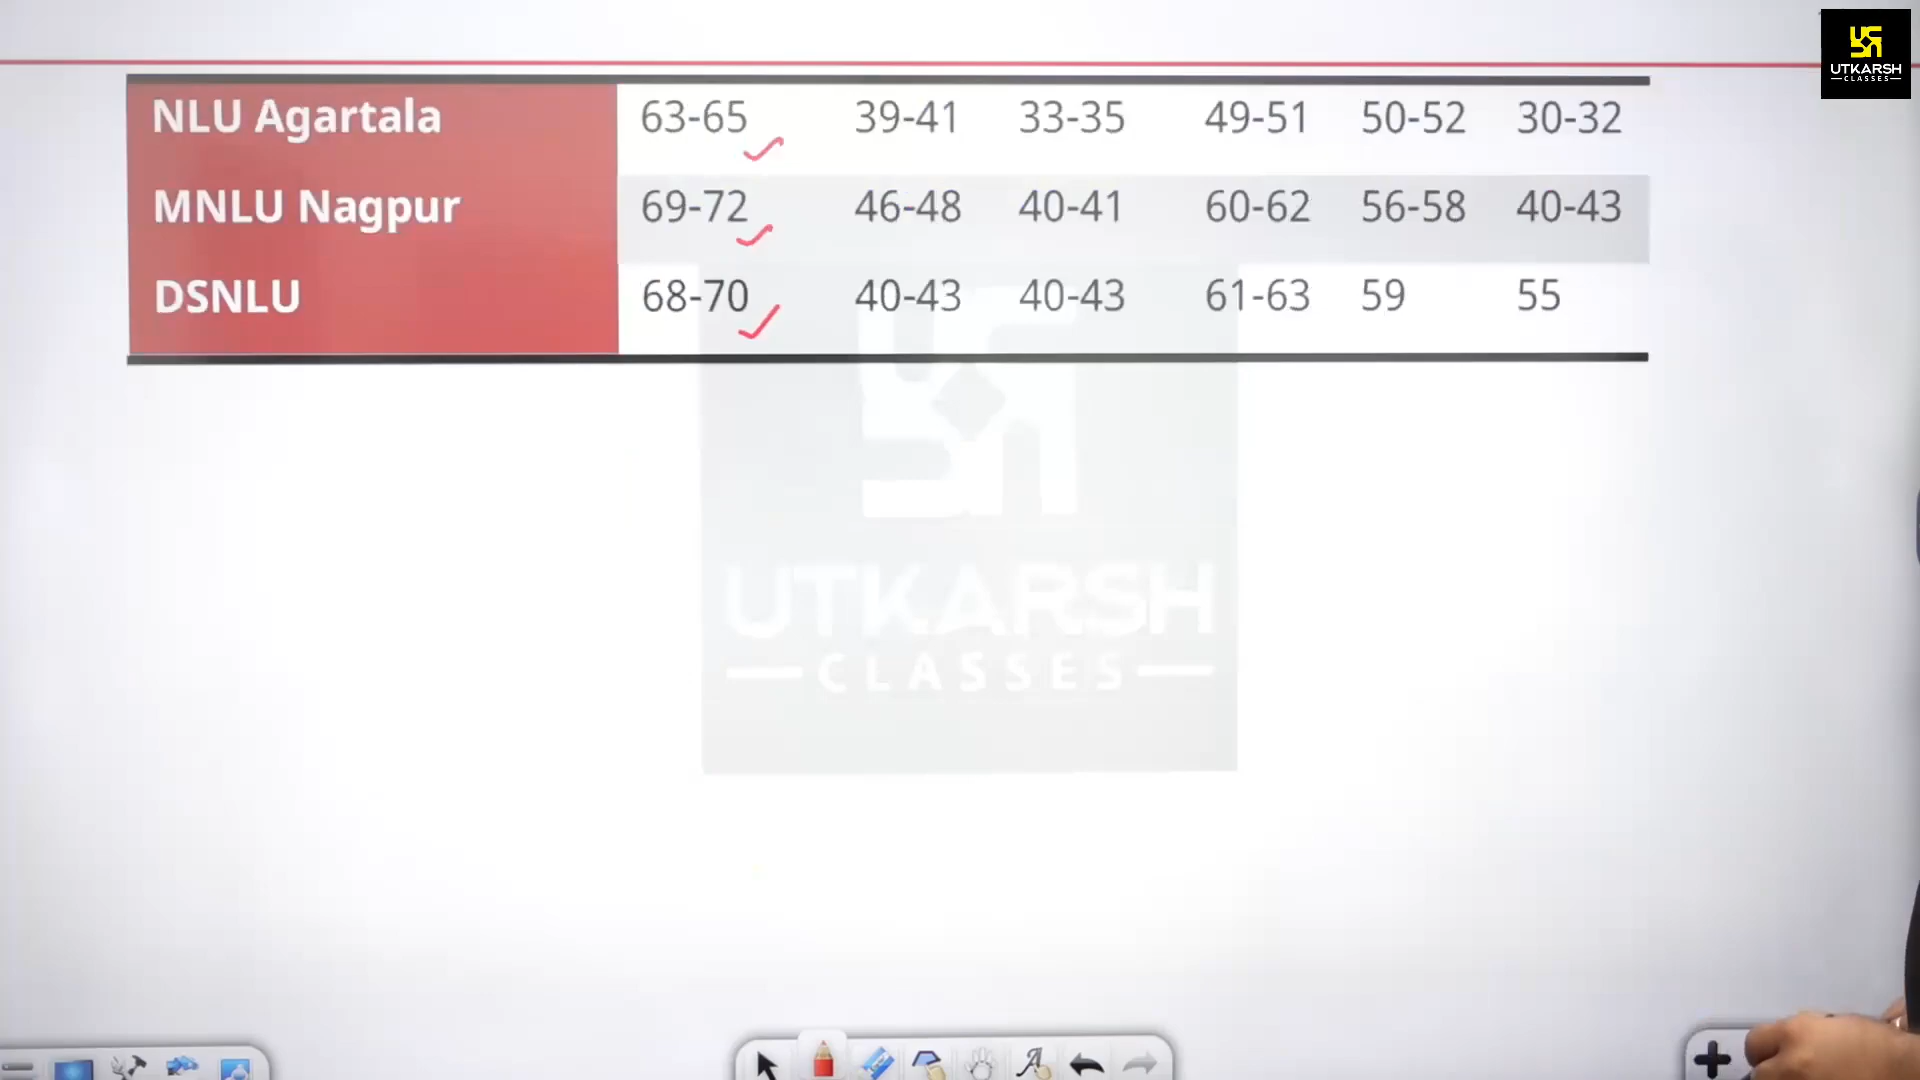 UTKARSH
CLASSES
NLU Agartala 63-65 39-41 33-35 49-51 50-52 30-32
MNLU Nagpur 69-72 46-48 40-41 60-62 56-58 40-43
DSNLU 68-70 40-43 40-43 61-63 59 55
UTKARSH
CLASSES